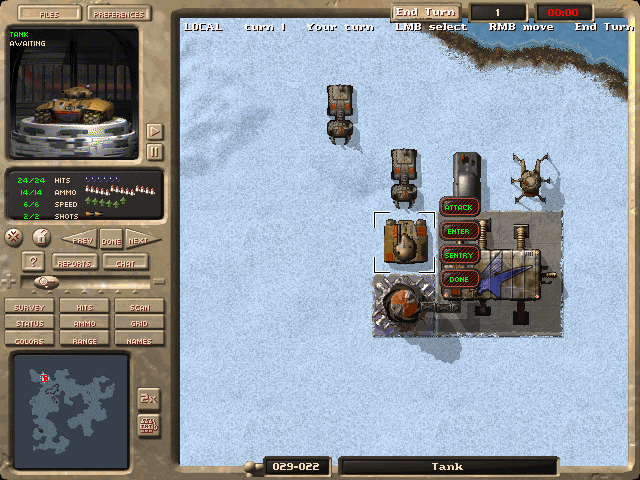 FILES
PREFERENCES
End Turn
1
00:00
LOCAL curn 1 Your curn LMB select RMB move End Turn
TANK
AWAITING
24/24 HITS
14/14 AMMO
6/6 SPEED
2/2 SHOTS
ATTACK
ENTER
SENTRY
DONE
PREV
DONE
NEXT
?
REPORTS
CHAT
SURVEY
HITS
SCAN
STATUS
AMMO
GRID
COLORS
RANGE
NAMES
2x
029-022
Tank